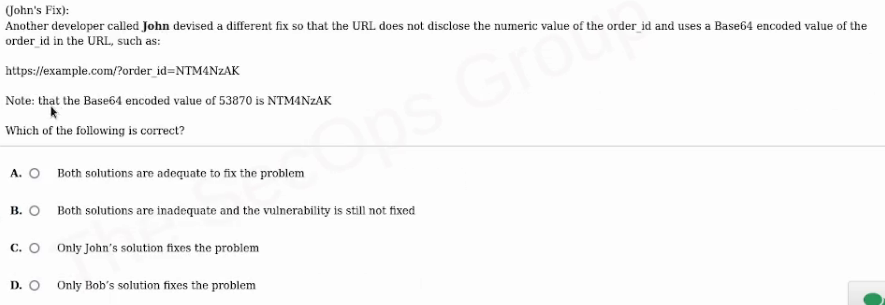 (John's Fix):
Another developer called John devised a different fix so that the URL does not disclose the numeric value of the order_id and uses a Base64 encoded value of the
order_id in the URL, such as:
https://example.com/?order_id=NTM4NzAK
Note: that the Base64 encoded value of 53870 is NTM4NzAK
Which of the following is correct?
A. Both solutions are adequate to fix the problem
B. Both solutions are inadequate and the vulnerability is still not fixed
C. Only John's solution fixes the problem
D. Only Bob's solution fixes the problem
The SecOps Group